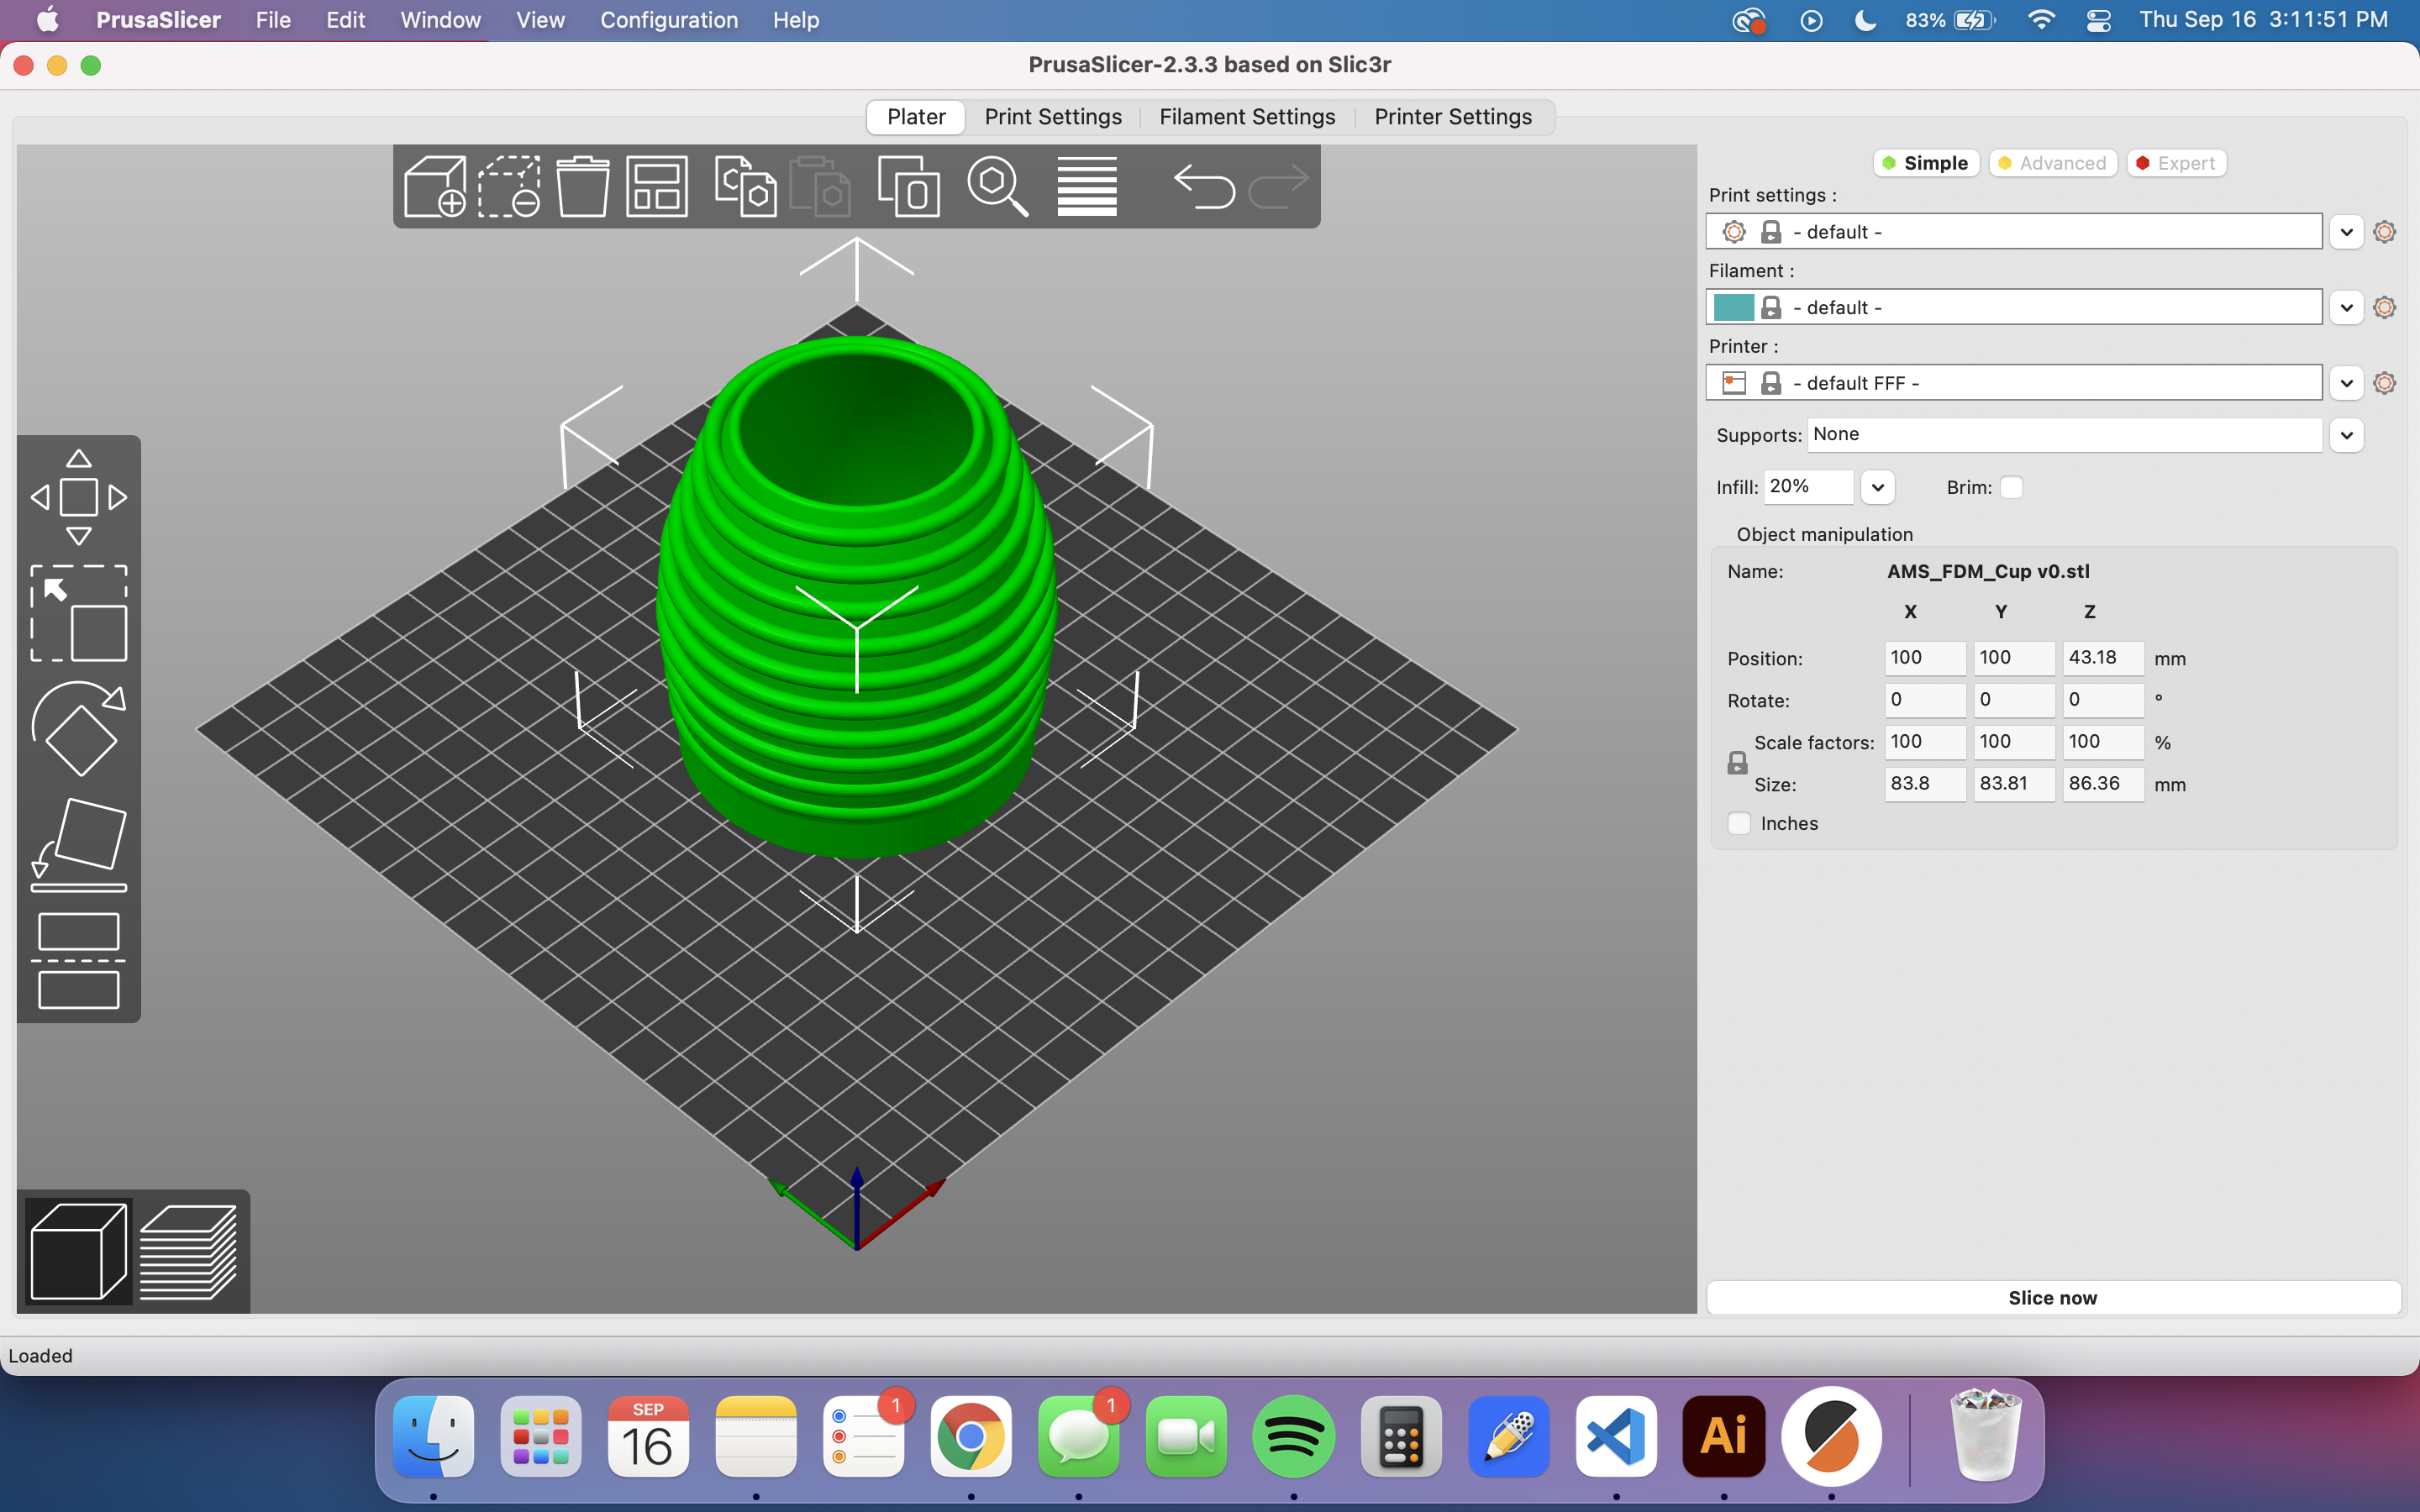 PrusaSlicer File Edit Window View Configuration Help 83% Thu Sep 16 3:11:51 PM
PrusaSlicer-2.3.3 based on Slic3r
Plater Print Settings Filament Settings Printer Settings
Simple Advanced Expert
Print settings :
- default -
Filament :
- default -
Printer :
- default FFF -
Supports: None
Infill: 20% Brim:
Object manipulation
Name: AMS_FDM_Cup v0.stl
X Y Z
Position: 100 100 43.18 mm
Rotate: 0 0 0 °
Scale factors: 100 100 100 %
Size: 83.8 83.81 86.36 mm
Inches
Slice now
Loaded
SEP
16
1
1
Ai